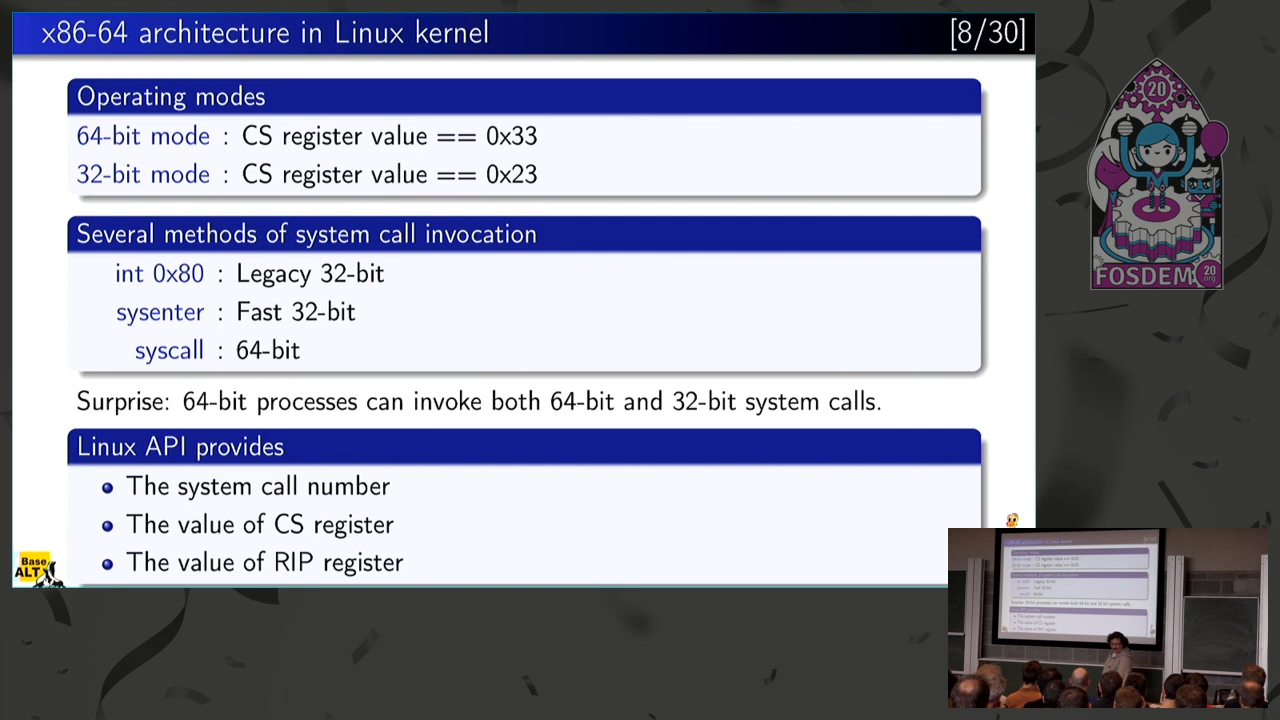 x86-64 architecture in Linux kernel [8/30]
Operating modes
64-bit mode : CS register value == 0x33
32-bit mode : CS register value == 0x23
Several methods of system call invocation
int 0x80 : Legacy 32-bit
sysenter : Fast 32-bit
syscall : 64-bit
Surprise: 64-bit processes can invoke both 64-bit and 32-bit system calls.
Linux API provides
The system call number
The value of CS register
The value of RIP register
Base
ALT
20
FOSDEM
20
.org